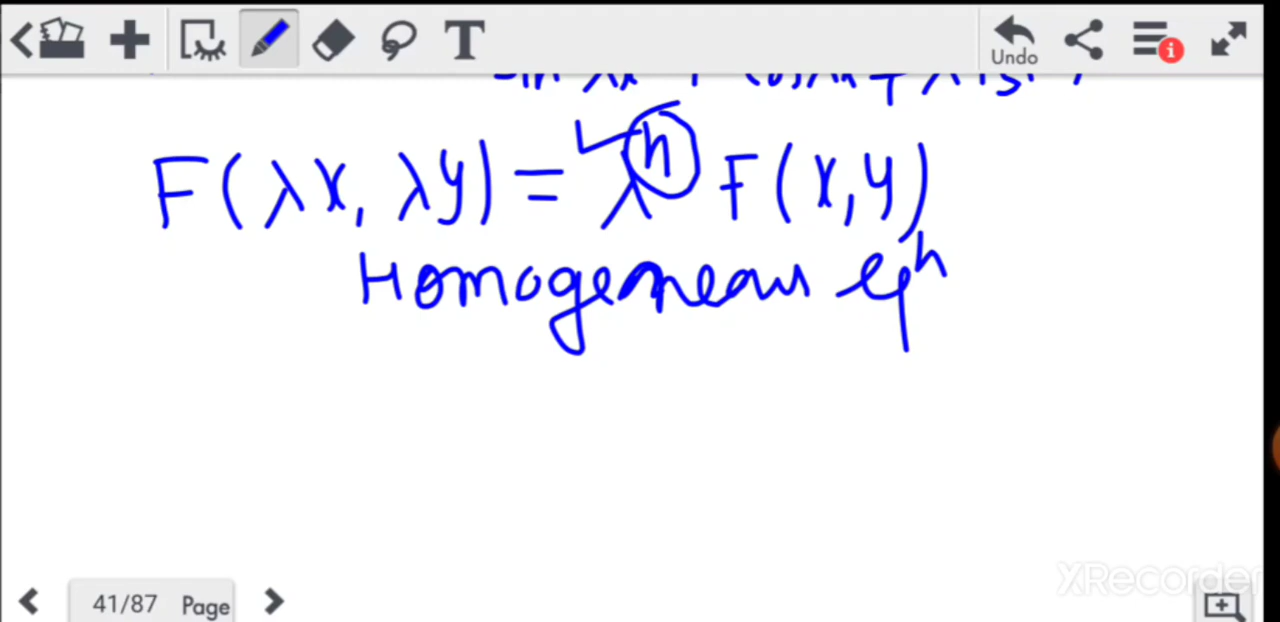 T
Undo
i
F(λx, λy) = λⁿ F(x,y)
Homogeneous eqⁿ
XRecorder
41/87 Page